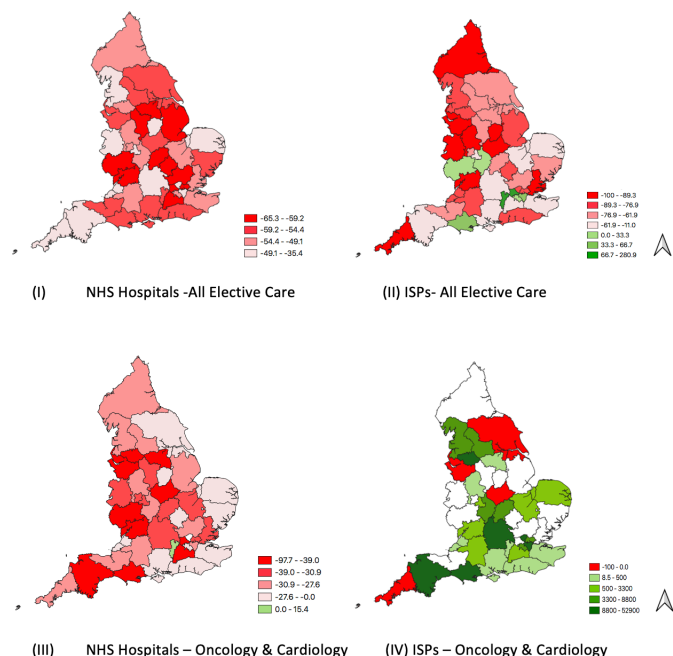 -65.3 - -59.2
-59.2 - -54.4
-54.4 - -49.1
-49.1 - -35.4
-100 - -89.3
-89.3 - -76.9
-76.9 - -61.9
-61.9 - -11.0
0.0 - 33.3
33.3 - 66.7
66.7 - 280.9
(I) NHS Hospitals -All Elective Care
(II) ISPs- All Elective Care
-97.7 - -39.0
-39.0 - -30.9
-30.9 - -27.6
-27.6 - -0.0
0.0 - 15.4
-100 - 0.0
8.5 - 500
500 - 3300
3300 - 8800
8800 - 52900
(III) NHS Hospitals – Oncology & Cardiology
(IV) ISPs – Oncology & Cardiology